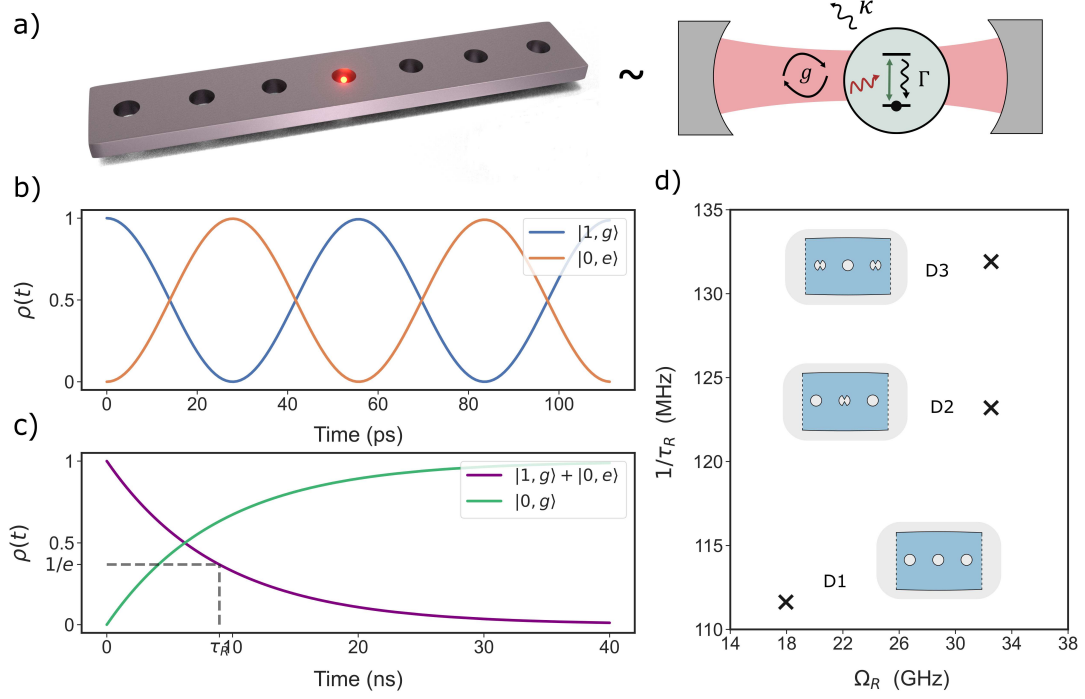 a)
~
κ
g
Γ
b)
ρ(t)
1
0.5
0
|1, g⟩
|0, e⟩
0 20 40 60 80 100
Time (ps)
c)
ρ(t)
1
0.5
1/e
0
|1, g⟩ + |0, e⟩
|0, g⟩
0 τR 10 20 30 40
Time (ns)
d)
1/τR (MHz)
135
130
125
120
115
110
D3
D2
D1
14 18 22 26 30 34 38
ΩR (GHz)